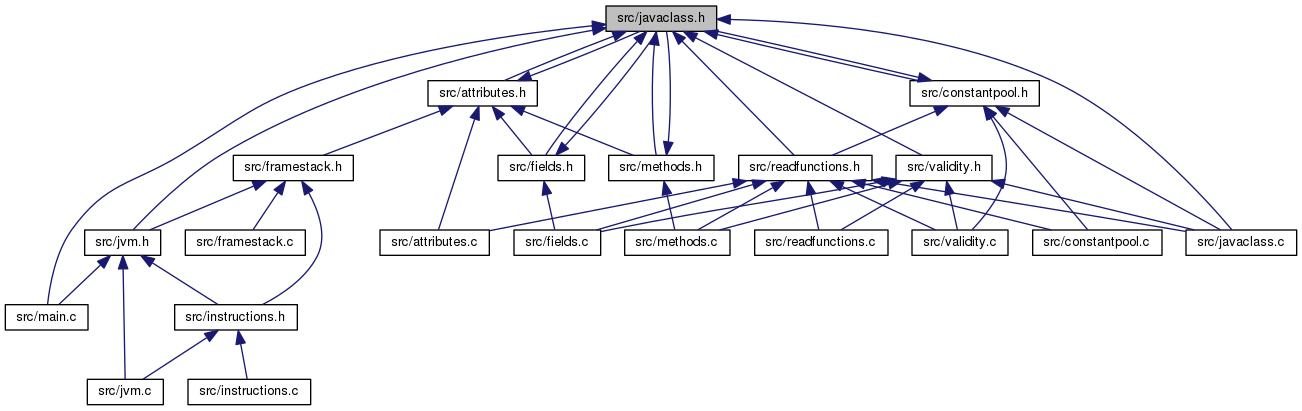 src/javaclass.h
src/attributes.h
src/constantpool.h
src/framestack.h
src/fields.h
src/methods.h
src/readfunctions.h
src/validity.h
src/jvm.h
src/framestack.c
src/attributes.c
src/fields.c
src/methods.c
src/readfunctions.c
src/validity.c
src/constantpool.c
src/javaclass.c
src/main.c
src/instructions.h
src/jvm.c
src/instructions.c